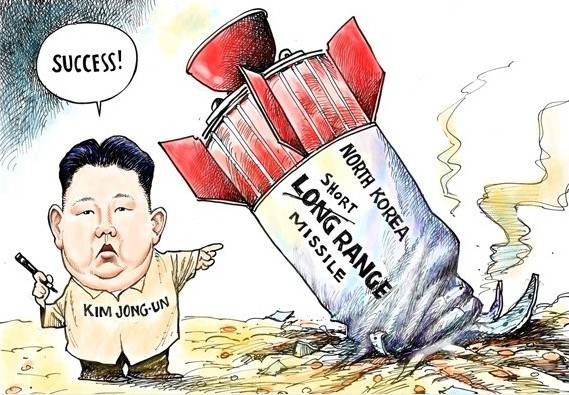 SUCCESS!
KIM JONG-UN
NORTH KOREA
SHORT
LONG RANGE
MISSILE